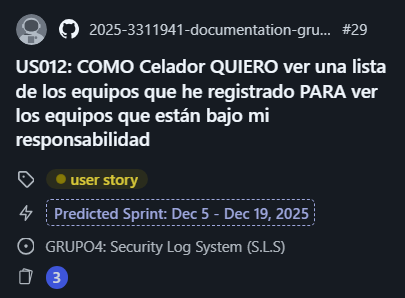 2025-3311941-documentation-gru... #29
US012: COMO Celador QUIERO ver una lista
de los equipos que he registrado PARA ver
los equipos que están bajo mi
responsabilidad
user story
Predicted Sprint: Dec 5 - Dec 19, 2025
GRUPO4: Security Log System (S.L.S)
3